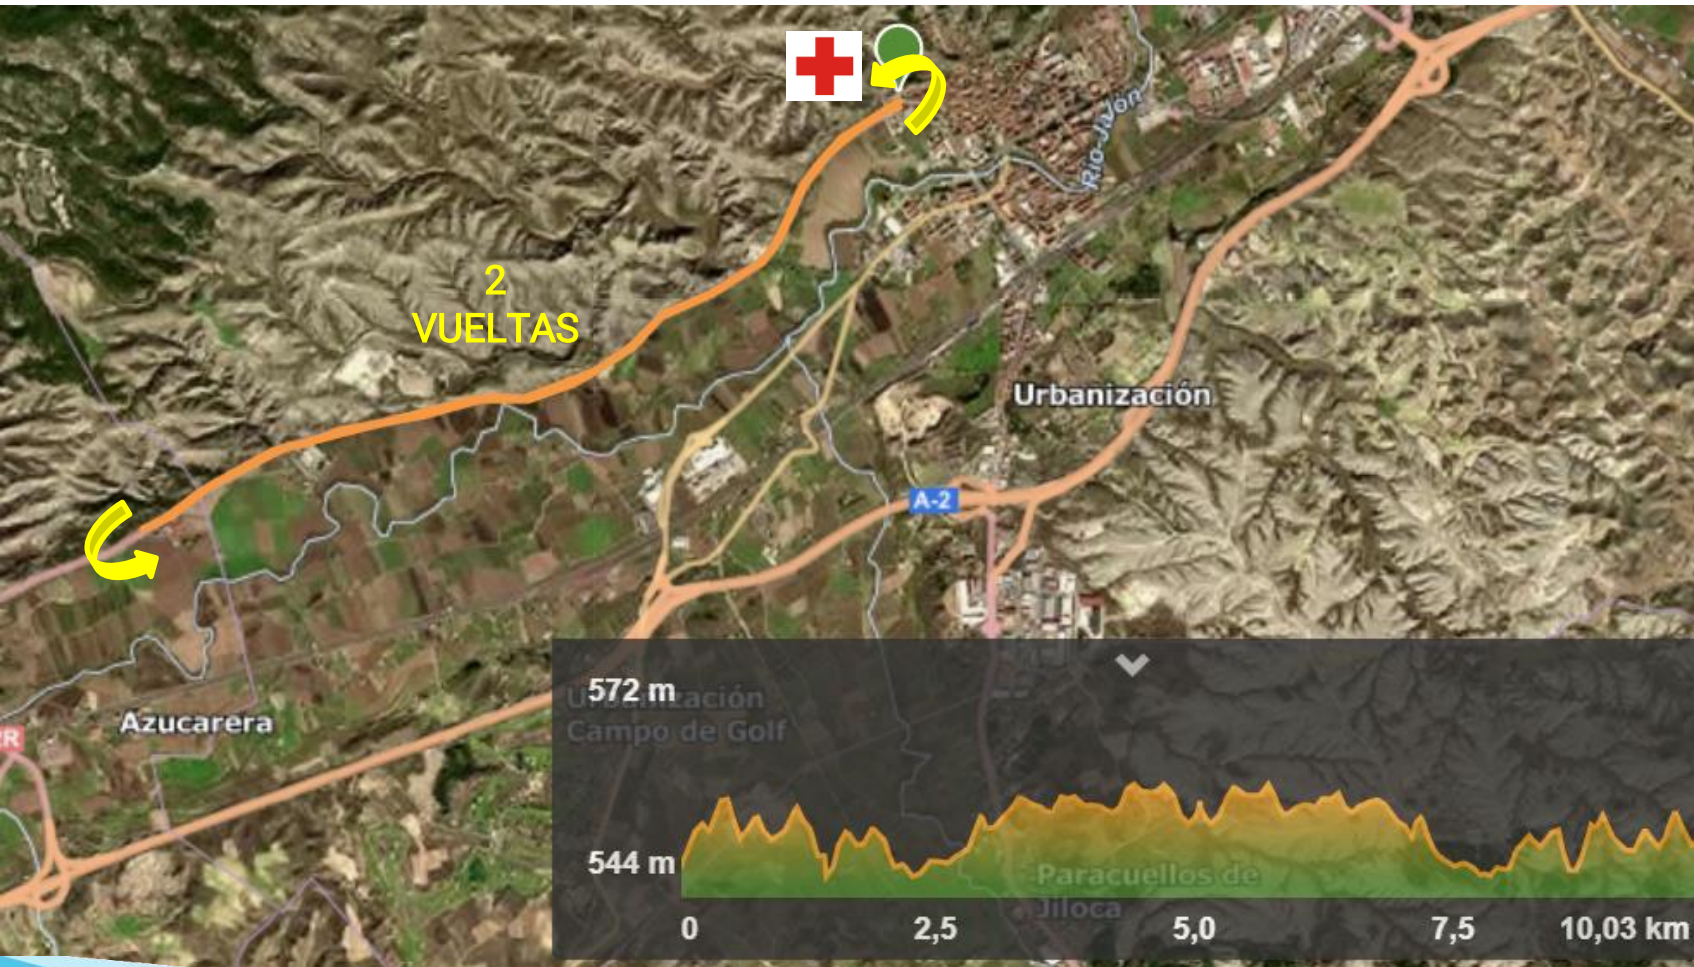 Río Jalón
2
VUELTAS
Urbanización
A-2
Azucarera
R
572 m
Urbanización
Campo de Golf
544 m
Paracuellos de
Jiloca
0
2,5
5,0
7,5
10,03 km